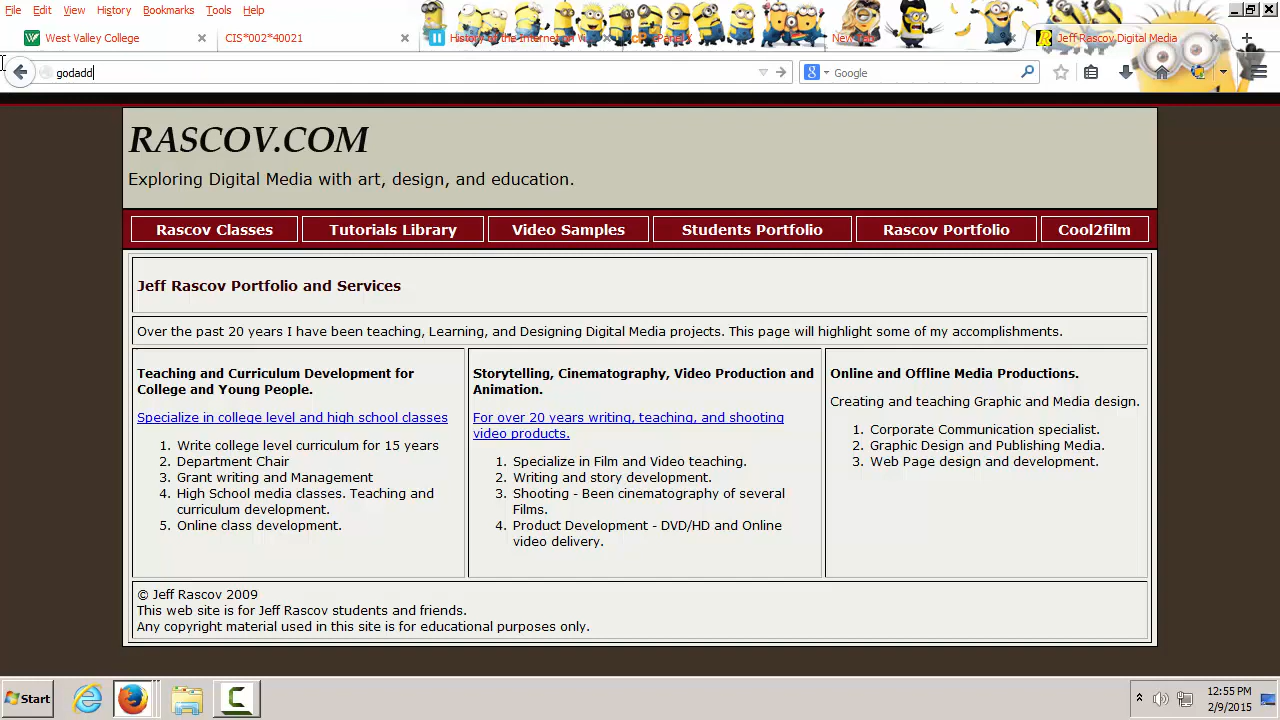 File Edit View History Bookmarks Tools Help
West Valley College
CIS*002*40021
History of the Internet on W
New Tab
Jeff Rascov Digital Media
godadd
Google
RASCOV.COM
Exploring Digital Media with art, design, and education.
Rascov Classes Tutorials Library Video Samples Students Portfolio Rascov Portfolio Cool2film
Jeff Rascov Portfolio and Services
Over the past 20 years I have been teaching, Learning, and Designing Digital Media projects. This page will highlight some of my accomplishments.
Teaching and Curriculum Development for
College and Young People.
Specialize in college level and high school classes
1. Write college level curriculum for 15 years
2. Department Chair
3. Grant writing and Management
4. High School media classes. Teaching and
curriculum development.
5. Online class development.
Storytelling, Cinematography, Video Production and
Animation.
For over 20 years writing, teaching, and shooting
video products.
1. Specialize in Film and Video teaching.
2. Writing and story development.
3. Shooting - Been cinematography of several
Films.
4. Product Development - DVD/HD and Online
video delivery.
Online and Offline Media Productions.
Creating and teaching Graphic and Media design.
1. Corporate Communication specialist.
2. Graphic Design and Publishing Media.
3. Web Page design and development.
© Jeff Rascov 2009
This web site is for Jeff Rascov students and friends.
Any copyright material used in this site is for educational purposes only.
Start
12:55 PM
2/9/2015